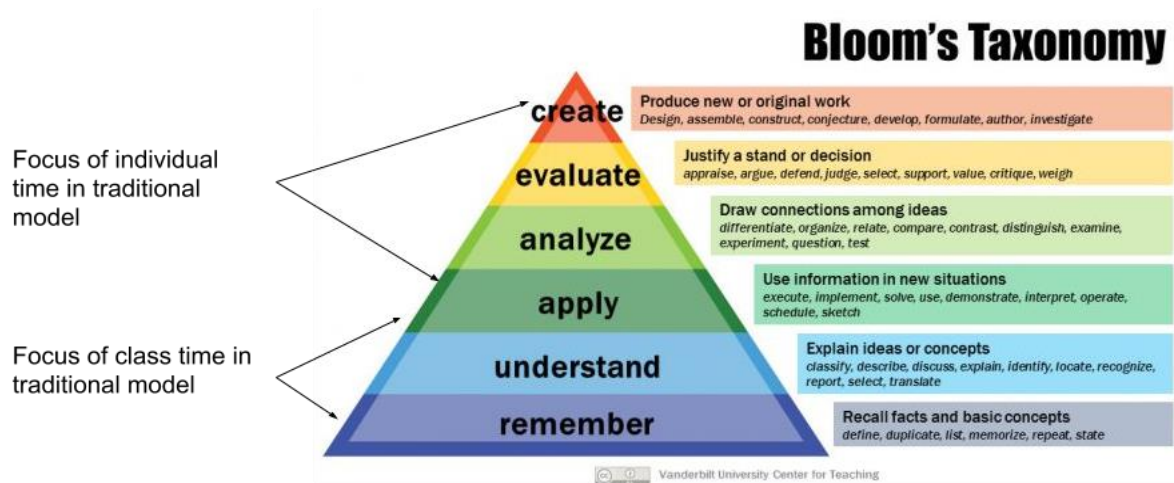 Bloom's Taxonomy
create
Produce new or original work
Design, assemble, construct, conjecture, develop, formulate, author, investigate
Focus of individual
time in traditional
model
evaluate
Justify a stand or decision
appraise, argue, defend, judge, select, support, value, critique, weigh
analyze
Draw connections among ideas
differentiate, organize, relate, compare, contrast, distinguish, examine,
experiment, question, test
apply
Use information in new situations
execute, implement, solve, use, demonstrate, interpret, operate,
schedule, sketch
Focus of class time in
traditional model
understand
Explain ideas or concepts
classify, describe, discuss, explain, identify, locate, recognize,
report, select, translate
remember
Recall facts and basic concepts
define, duplicate, list, memorize, repeat, state
cc
Vanderbilt University Center for Teaching